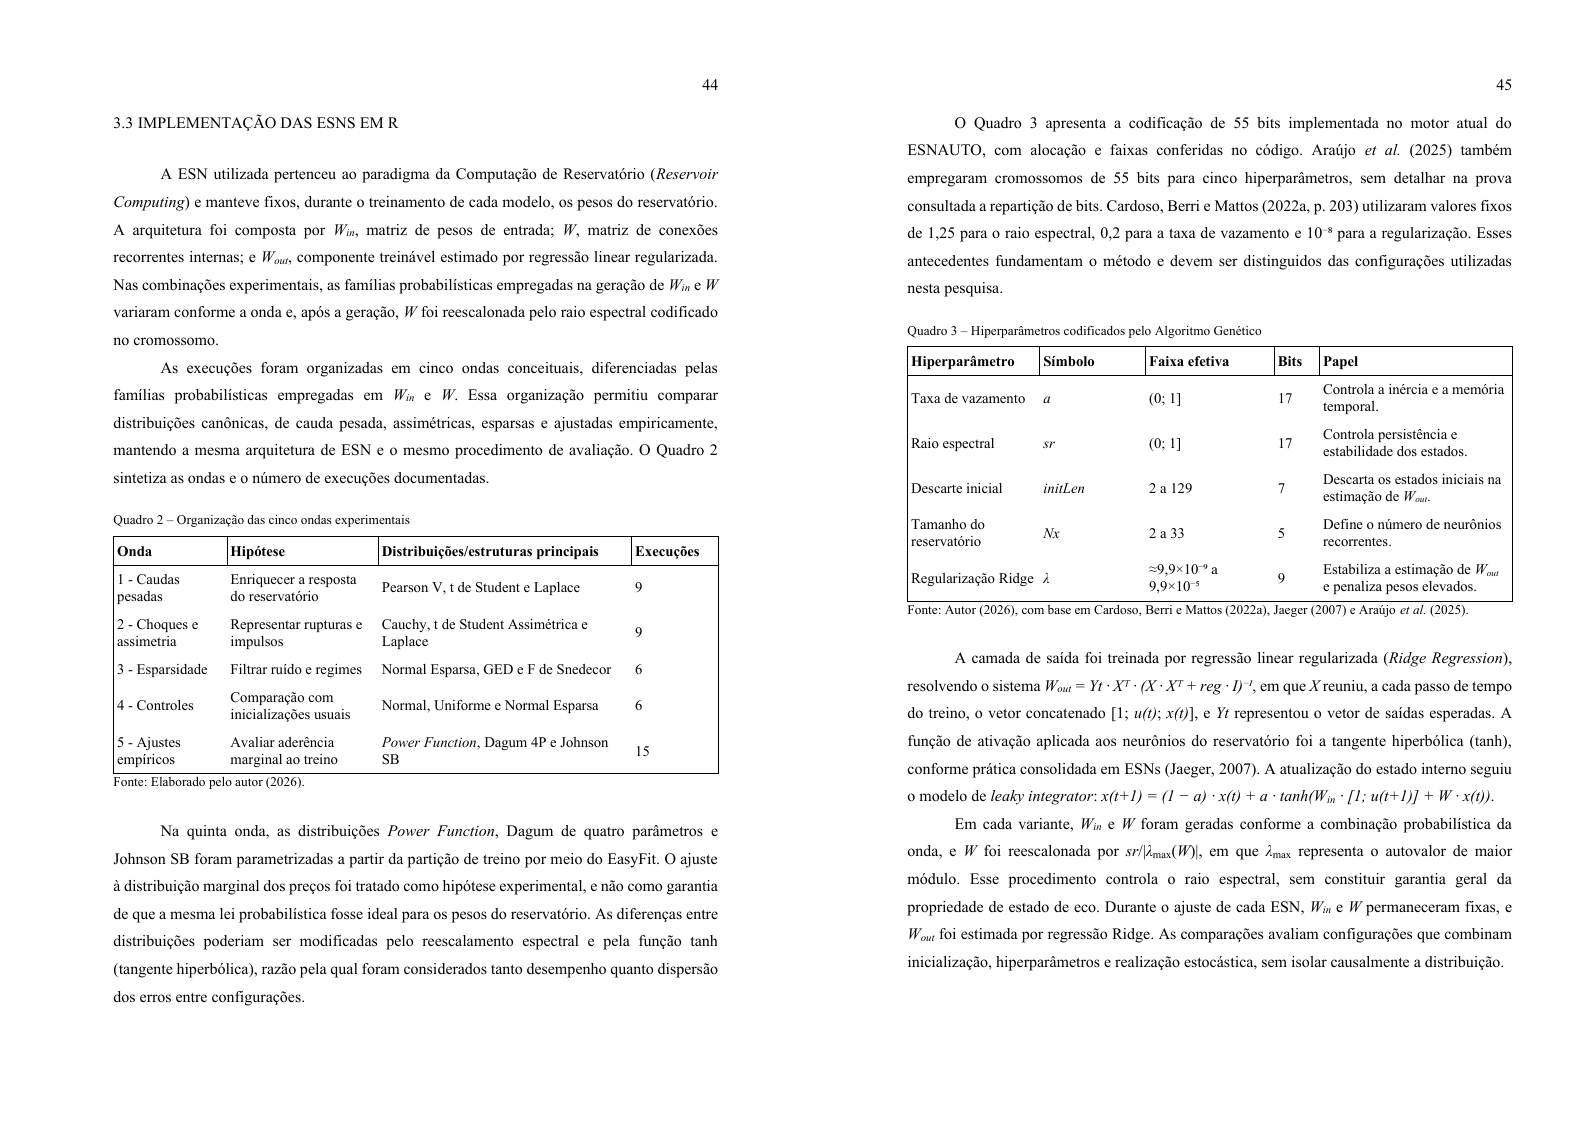 44
3.3 IMPLEMENTAÇÃO DAS ESNS EM R
A ESN utilizada pertenceu ao paradigma da Computação de Reservatório (Reservoir
Computing) e manteve fixos, durante o treinamento de cada modelo, os pesos do reservatório.
A arquitetura foi composta por Win, matriz de pesos de entrada; W, matriz de conexões
recorrentes internas; e Wout, componente treinável estimado por regressão linear regularizada.
Nas combinações experimentais, as famílias probabilísticas empregadas na geração de Win e W
variaram conforme a onda e, após a geração, W foi reescalonada pelo raio espectral codificado
no cromossomo.
As execuções foram organizadas em cinco ondas conceituais, diferenciadas pelas
famílias probabilísticas empregadas em Win e W. Essa organização permitiu comparar
distribuições canônicas, de cauda pesada, assimétricas, esparsas e ajustadas empiricamente,
mantendo a mesma arquitetura de ESN e o mesmo procedimento de avaliação. O Quadro 2
sintetiza as ondas e o número de execuções documentadas.
Quadro 2 – Organização das cinco ondas experimentais
Onda Hipótese Distribuições/estruturas principais Execuções
1 - Caudas pesadas Enriquecer a resposta do reservatório Pearson V, t de Student e Laplace 9
2 - Choques e assimetria Representar rupturas e impulsos Cauchy, t de Student Assimétrica e Laplace 9
3 - Esparsidade Filtrar ruído e regimes Normal Esparsa, GED e F de Snedecor 6
4 - Controles Comparação com inicializações usuais Normal, Uniforme e Normal Esparsa 6
5 - Ajustes empíricos Avaliar aderência marginal ao treino Power Function, Dagum 4P e Johnson SB 15
Fonte: Elaborado pelo autor (2026).
Na quinta onda, as distribuições Power Function, Dagum de quatro parâmetros e
Johnson SB foram parametrizadas a partir da partição de treino por meio do EasyFit. O ajuste
à distribuição marginal dos preços foi tratado como hipótese experimental, e não como garantia
de que a mesma lei probabilística fosse ideal para os pesos do reservatório. As diferenças entre
distribuições poderiam ser modificadas pelo reescalamento espectral e pela função tanh
(tangente hiperbólica), razão pela qual foram considerados tanto desempenho quanto dispersão
dos erros entre configurações.
45
O Quadro 3 apresenta a codificação de 55 bits implementada no motor atual do
ESNAUTO, com alocação e faixas conferidas no código. Araújo et al. (2025) também
empregaram cromossomos de 55 bits para cinco hiperparâmetros, sem detalhar na prova
consultada a repartição de bits. Cardoso, Berri e Mattos (2022a, p. 203) utilizaram valores fixos
de 1,25 para o raio espectral, 0,2 para a taxa de vazamento e 10⁻⁸ para a regularização. Esses
antecedentes fundamentam o método e devem ser distinguidos das configurações utilizadas
nesta pesquisa.
Quadro 3 – Hiperparâmetros codificados pelo Algoritmo Genético
Hiperparâmetro Símbolo Faixa efetiva Bits Papel
Taxa de vazamento a (0; 1] 17 Controla a inércia e a memória temporal.
Raio espectral sr (0; 1] 17 Controla persistência e estabilidade dos estados.
Descarte inicial initLen 2 a 129 7 Descarta os estados iniciais na estimação de Wout.
Tamanho do reservatório Nx 2 a 33 5 Define o número de neurônios recorrentes.
Regularização Ridge λ ≈9,9×10⁻⁹ a 9,9×10⁻⁵ 9 Estabiliza a estimação de Wout e penaliza pesos elevados.
Fonte: Autor (2026), com base em Cardoso, Berri e Mattos (2022a), Jaeger (2007) e Araújo et al. (2025).
A camada de saída foi treinada por regressão linear regularizada (Ridge Regression),
resolvendo o sistema Wout = Yt · Xᵀ · (X · Xᵀ + reg · I)⁻¹, em que X reuniu, a cada passo de tempo
do treino, o vetor concatenado [1; u(t); x(t)], e Yt representou o vetor de saídas esperadas. A
função de ativação aplicada aos neurônios do reservatório foi a tangente hiperbólica (tanh),
conforme prática consolidada em ESNs (Jaeger, 2007). A atualização do estado interno seguiu
o modelo de leaky integrator: x(t+1) = (1 − a) · x(t) + a · tanh(Win · [1; u(t+1)] + W · x(t)).
Em cada variante, Win e W foram geradas conforme a combinação probabilística da
onda, e W foi reescalonada por sr/|λmax(W)|, em que λmax representa o autovalor de maior
módulo. Esse procedimento controla o raio espectral, sem constituir garantia geral da
propriedade de estado de eco. Durante o ajuste de cada ESN, Win e W permaneceram fixas, e
Wout foi estimada por regressão Ridge. As comparações avaliam configurações que combinam
inicialização, hiperparâmetros e realização estocástica, sem isolar causalmente a distribuição.